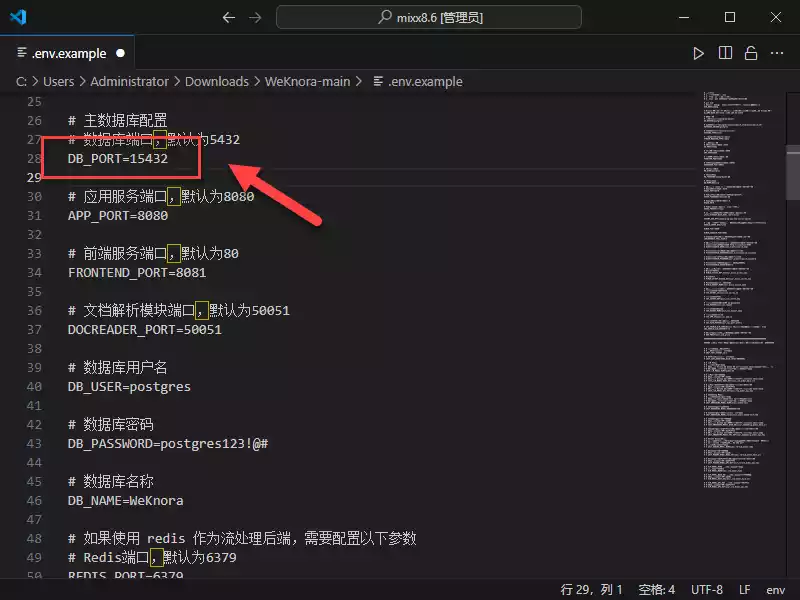 mixx8.6 [管理员]
.env.example
C: > Users > Administrator > Downloads > WeKnora-main > .env.example
25
26 # 主数据库配置
27 # 数据库端口，默认为5432
28 DB_PORT=15432
29
30 # 应用服务端口，默认为8080
31 APP_PORT=8080
32
33 # 前端服务端口，默认为80
34 FRONTEND_PORT=8081
35
36 # 文档解析模块端口，默认为50051
37 DOCREADER_PORT=50051
38
39 # 数据库用户名
40 DB_USER=postgres
41
42 # 数据库密码
43 DB_PASSWORD=postgres123!@#
44
45 # 数据库名称
46 DB_NAME=WeKnora
47
48 # 如果使用 redis 作为流处理后端，需要配置以下参数
49 # Redis端口，默认为6379
50 REDIS_PORT=6379
行 29，列 1 空格: 4 UTF-8 LF env